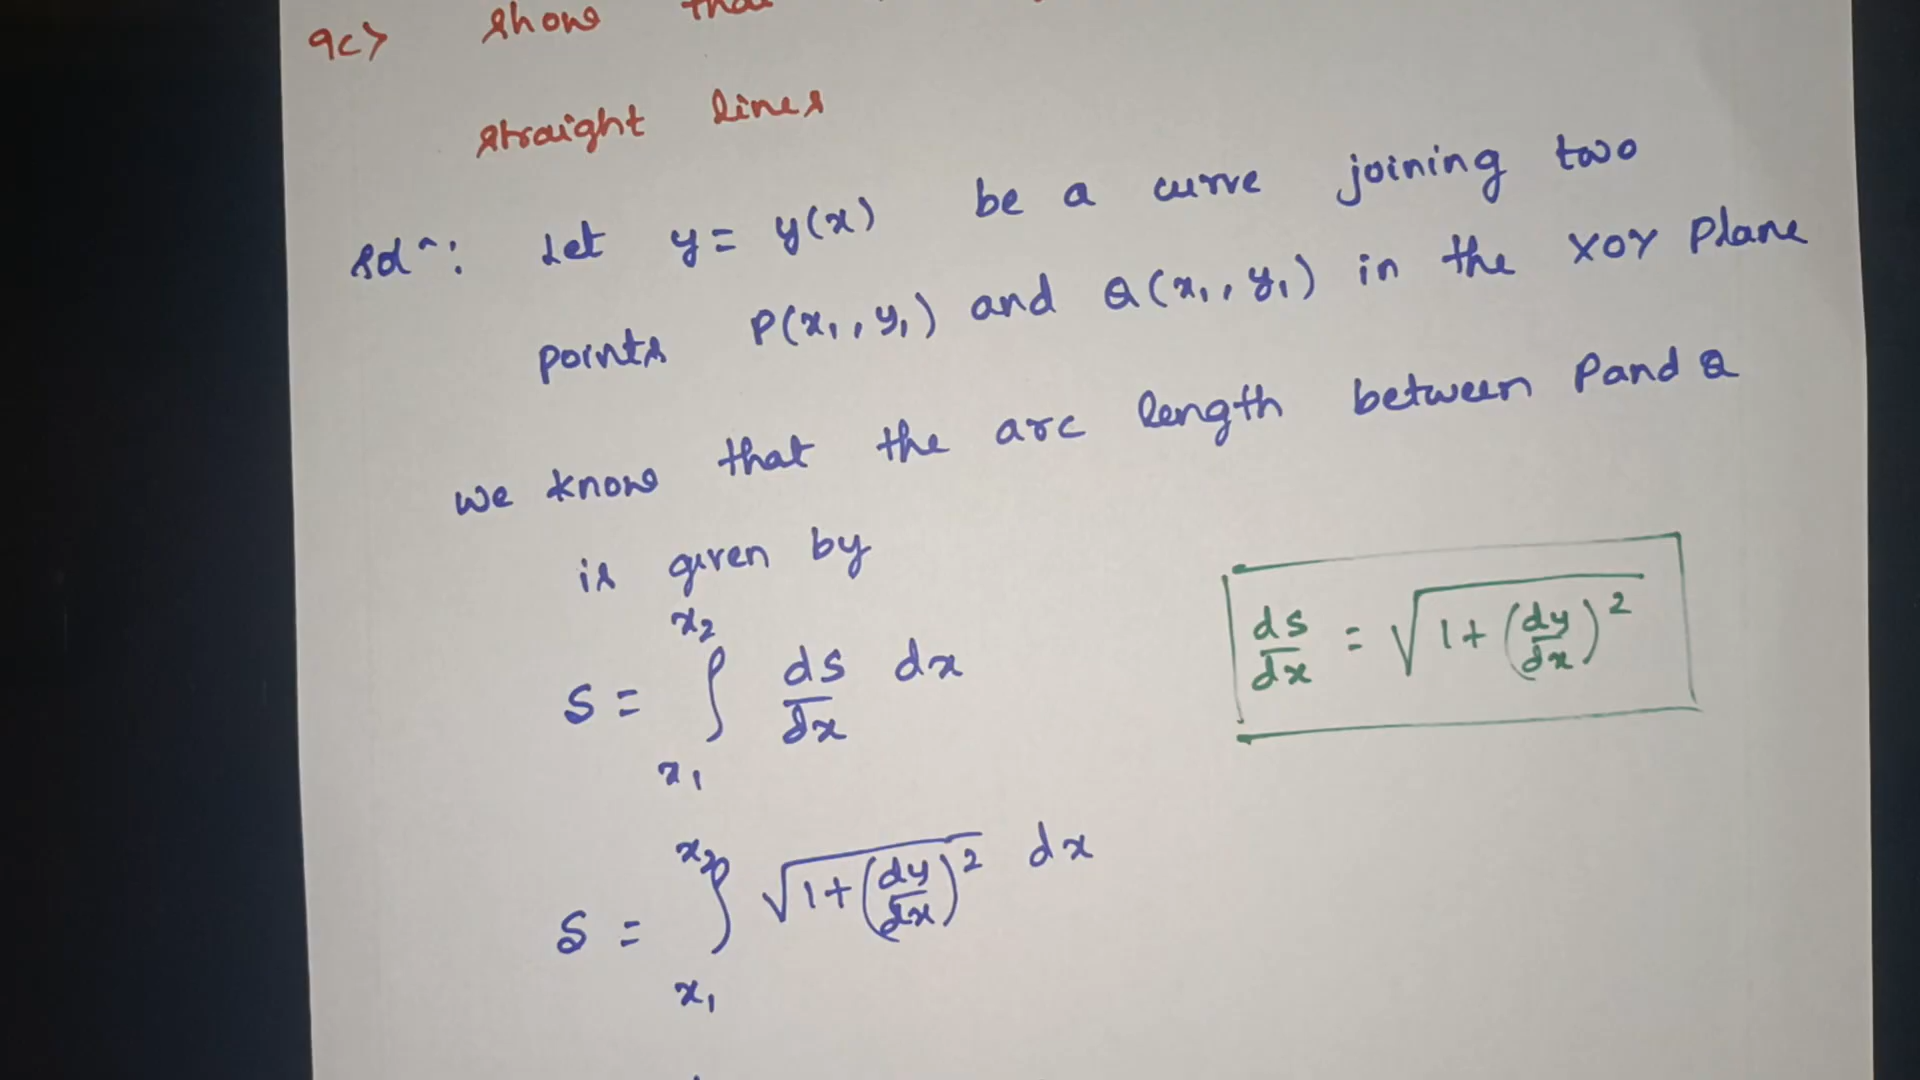 9c> show that
straight lines
Soln: Let y = y(x) be a curve joining two
points P(x₁, y₁) and Q(x₁, y₁) in the XOY Plane
We know that the arc length between P and Q
is given by
S = ∫_{x₁}^{x₂} ds/dx dx
ds/dx = √(1+(dy/dx)²)
S = ∫_{x₁}^{x₂} √(1+(dy/dx)²) dx